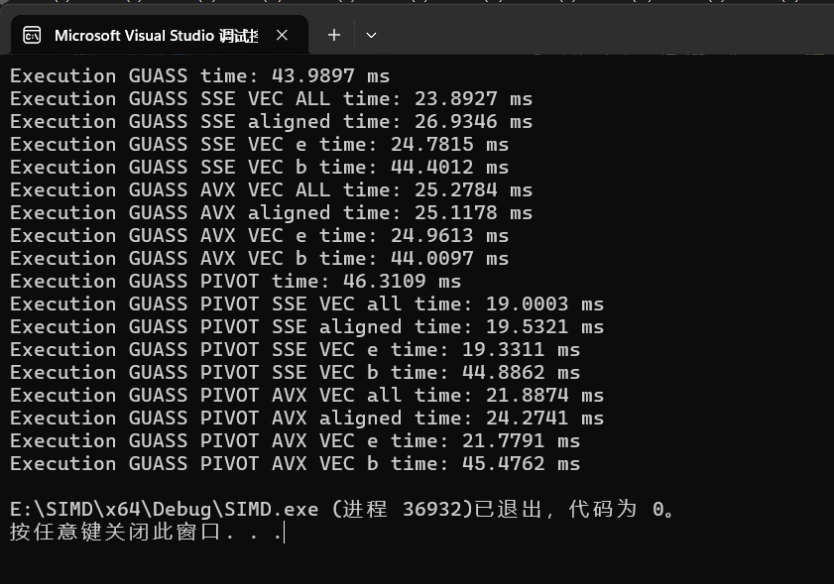 Microsoft Visual Studio 调试控
Execution GUASS time: 43.9897 ms
Execution GUASS SSE VEC ALL time: 23.8927 ms
Execution GUASS SSE aligned time: 26.9346 ms
Execution GUASS SSE VEC e time: 24.7815 ms
Execution GUASS SSE VEC b time: 44.4012 ms
Execution GUASS AVX VEC ALL time: 25.2784 ms
Execution GUASS AVX aligned time: 25.1178 ms
Execution GUASS AVX VEC e time: 24.9613 ms
Execution GUASS AVX VEC b time: 44.0097 ms
Execution GUASS PIVOT time: 46.3109 ms
Execution GUASS PIVOT SSE VEC all time: 19.0003 ms
Execution GUASS PIVOT SSE aligned time: 19.5321 ms
Execution GUASS PIVOT SSE VEC e time: 19.3311 ms
Execution GUASS PIVOT SSE VEC b time: 44.8862 ms
Execution GUASS PIVOT AVX VEC all time: 21.8874 ms
Execution GUASS PIVOT AVX aligned time: 24.2741 ms
Execution GUASS PIVOT AVX VEC e time: 21.7791 ms
Execution GUASS PIVOT AVX VEC b time: 45.4762 ms
E:\SIMD\x64\Debug\SIMD.exe (进程 36932)已退出，代码为 0。
按任意键关闭此窗口. . .